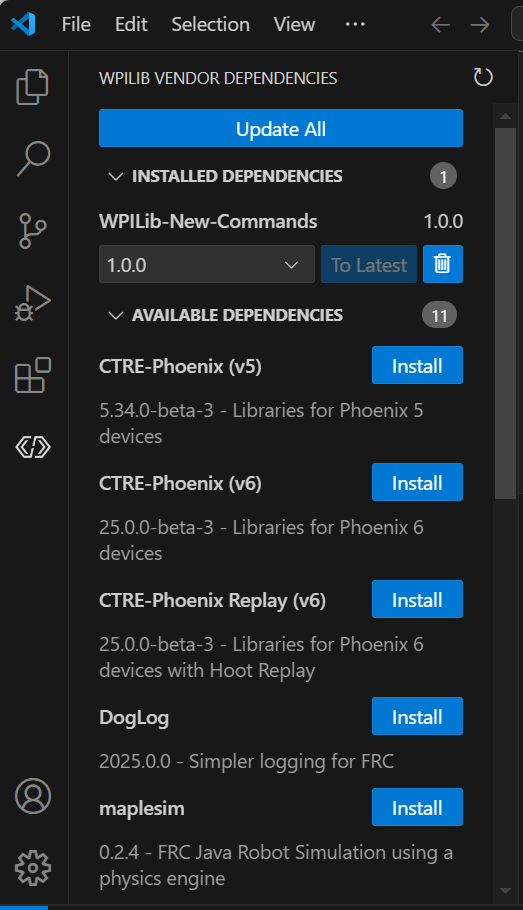 File Edit Selection View ···
WPILIB VENDOR DEPENDENCIES
Update All
INSTALLED DEPENDENCIES 1
WPILib-New-Commands 1.0.0
1.0.0 To Latest
AVAILABLE DEPENDENCIES 11
CTRE-Phoenix (v5) Install
5.34.0-beta-3 - Libraries for Phoenix 5
devices
CTRE-Phoenix (v6) Install
25.0.0-beta-3 - Libraries for Phoenix 6
devices
CTRE-Phoenix Replay (v6) Install
25.0.0-beta-3 - Libraries for Phoenix 6
devices with Hoot Replay
DogLog Install
2025.0.0 - Simpler logging for FRC
maplesim Install
0.2.4 - FRC Java Robot Simulation using a
physics engine